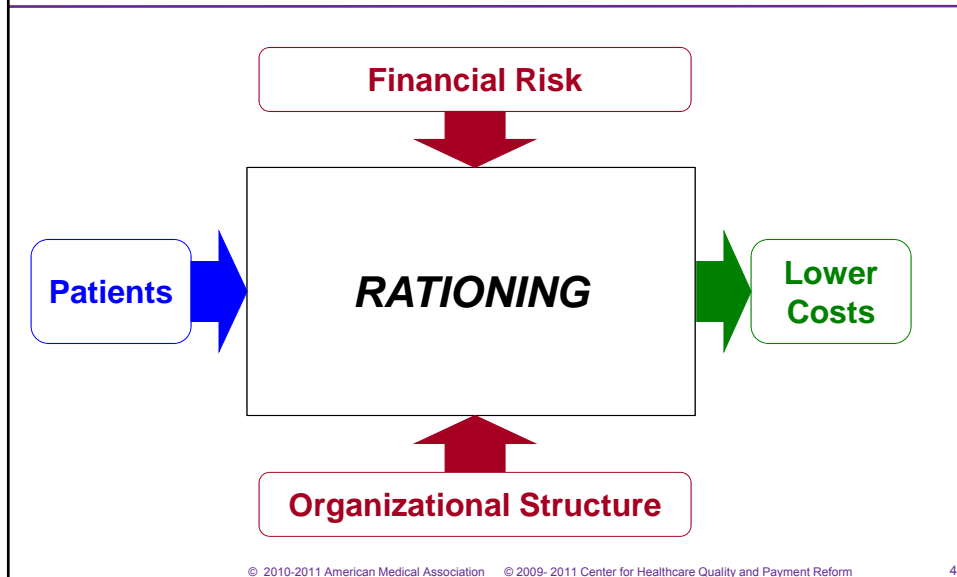 Financial Risk
Patients
RATIONING
Lower
Costs
Organizational Structure
© 2010-2011 American Medical Association © 2009- 2011 Center for Healthcare Quality and Payment Reform 4